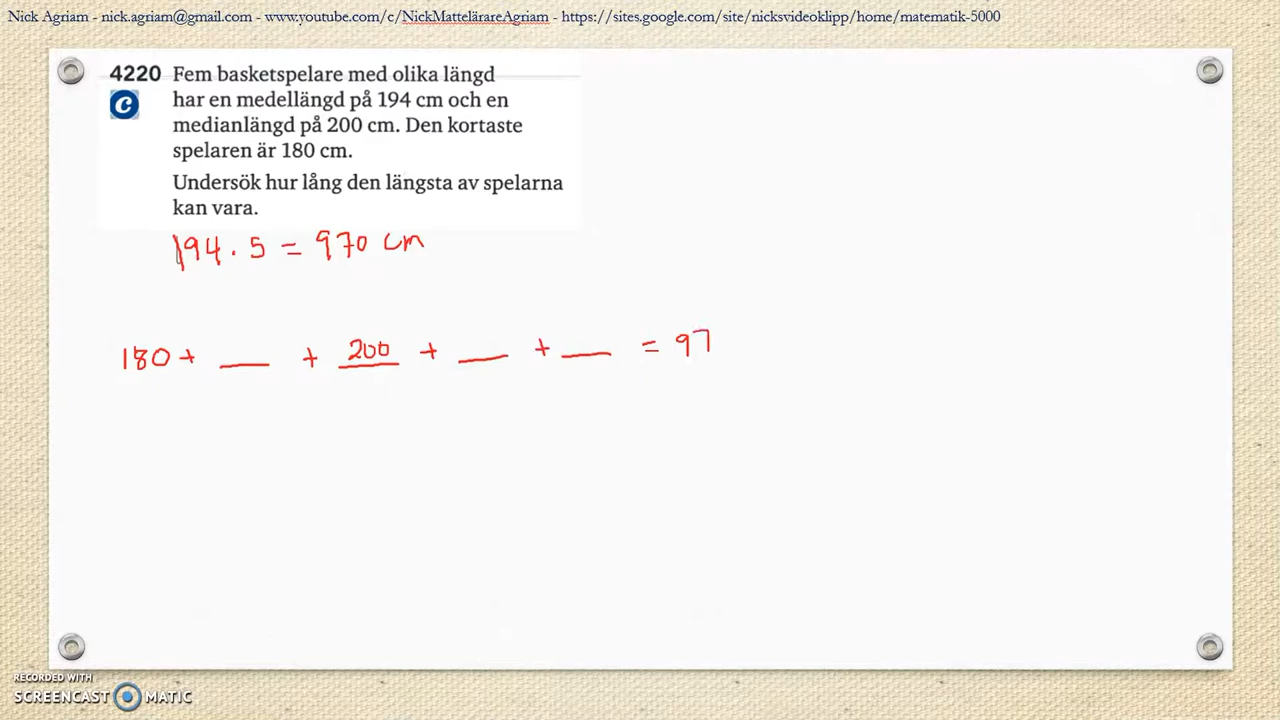 Nick Agriam - nick.agriam@gmail.com - www.youtube.com/c/NickMattelärareAgriam - https://sites.google.com/site/nicksvideoklipp/home/matematik-5000
4220 Fem basketspelare med olika längd
C har en medellängd på 194 cm och en
medianlängd på 200 cm. Den kortaste
spelaren är 180 cm.
Undersök hur lång den längsta av spelarna
kan vara.
194 · 5 = 970 cm
180 + ___ + 200 + ___ + ___ = 97
RECORDED WITH
SCREENCAST MATIC